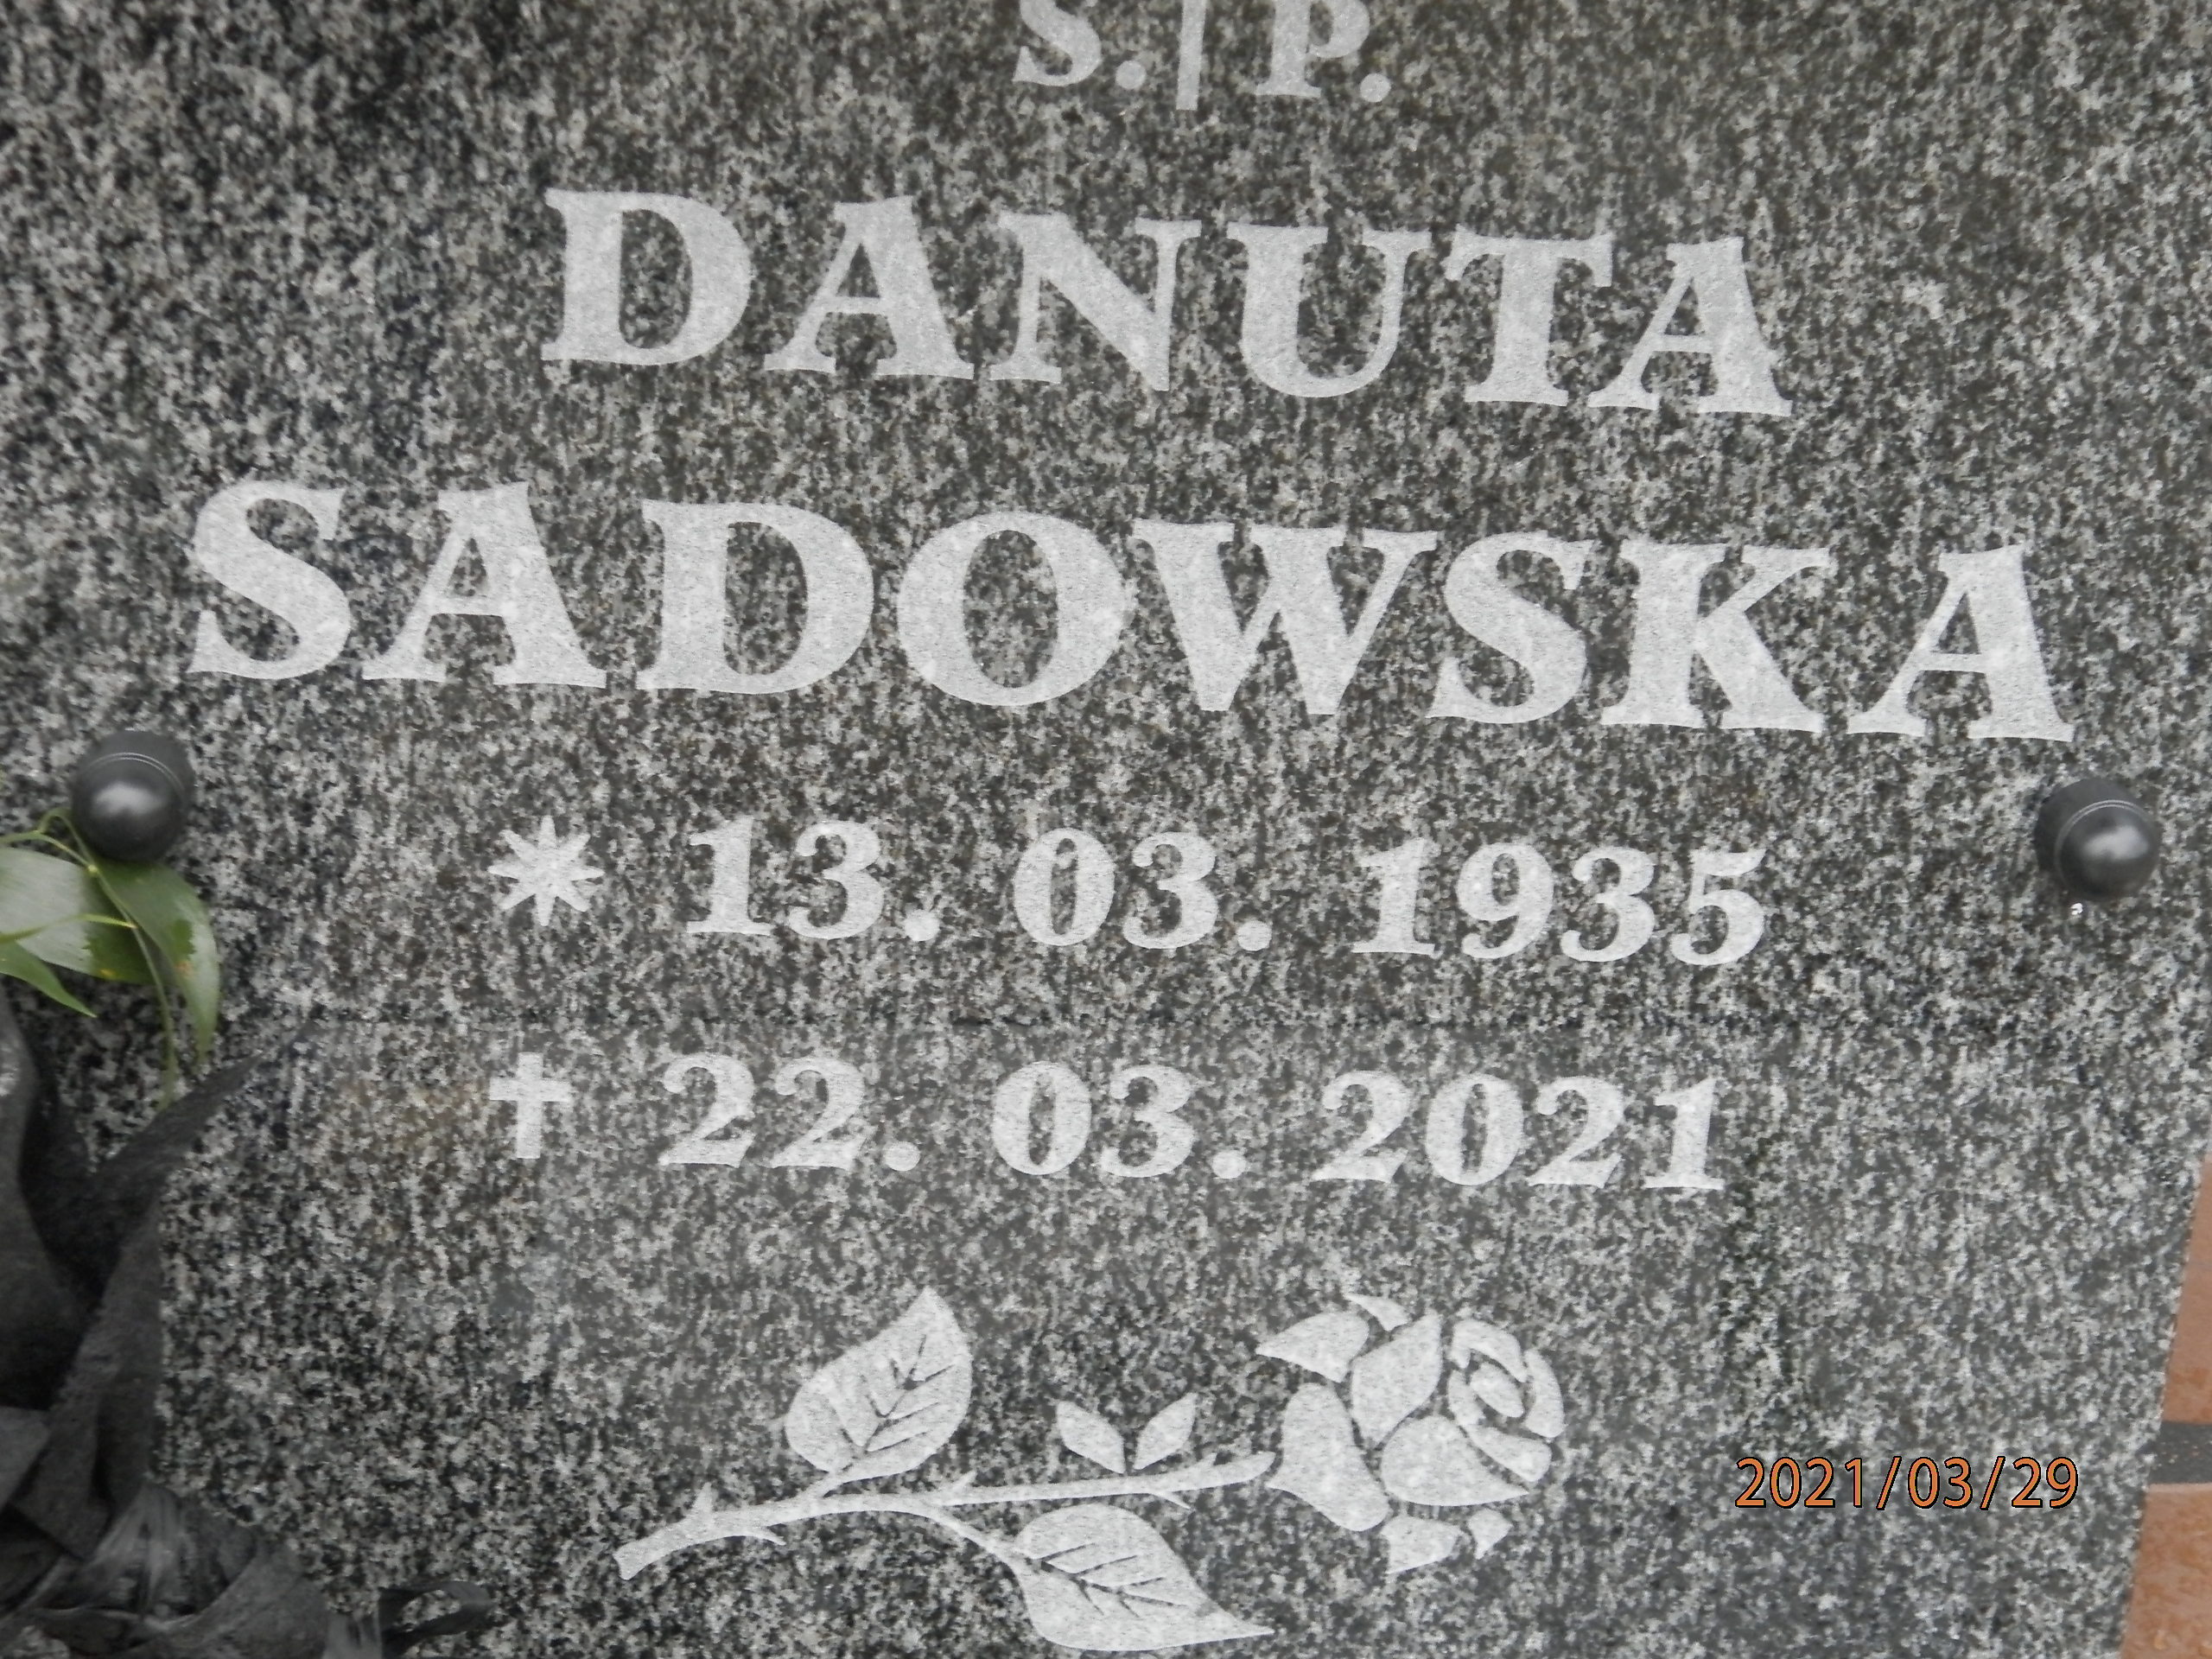 S.|P.
DANUTA
SADOWSKA
* 13. 03. 1935
✝ 22. 03. 2021
2021/03/29